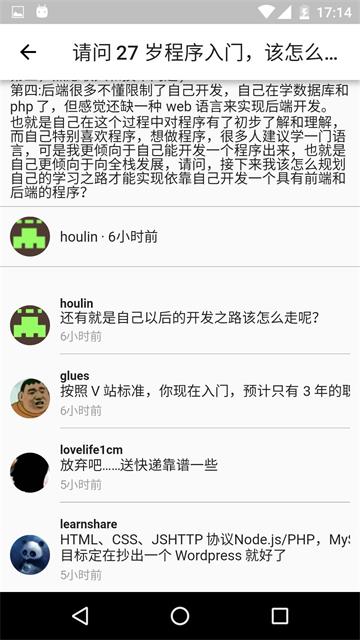 17:14
请问 27 岁程序入门，该怎么…
第四:后端很多不懂限制了自己开发，自己在学数据库和
php 了，但感觉还缺一种 web 语言来实现后端开发。
也就是自己在这个过程中对程序有了初步了解和理解，
而自己特别喜欢程序，想做程序，很多人建议学一门语
言，可是我更倾向于自己能开发一个程序出来，也就是
自己更倾向于向全栈发展，请问，接下来我该怎么规划
自己的学习之路才能实现依靠自己开发一个具有前端和
后端的程序？
houlin · 6小时前
houlin
还有就是自己以后的开发之路该怎么走呢？
6小时前
glues
按照 V 站标准，你现在入门，预计只有 3 年的职
6小时前
lovelife1cm
放弃吧……送快递靠谱一些
5小时前
learnshare
HTML、CSS、JSHTTP 协议Node.js/PHP，MyS
目标定在抄出一个 Wordpress 就好了
5小时前